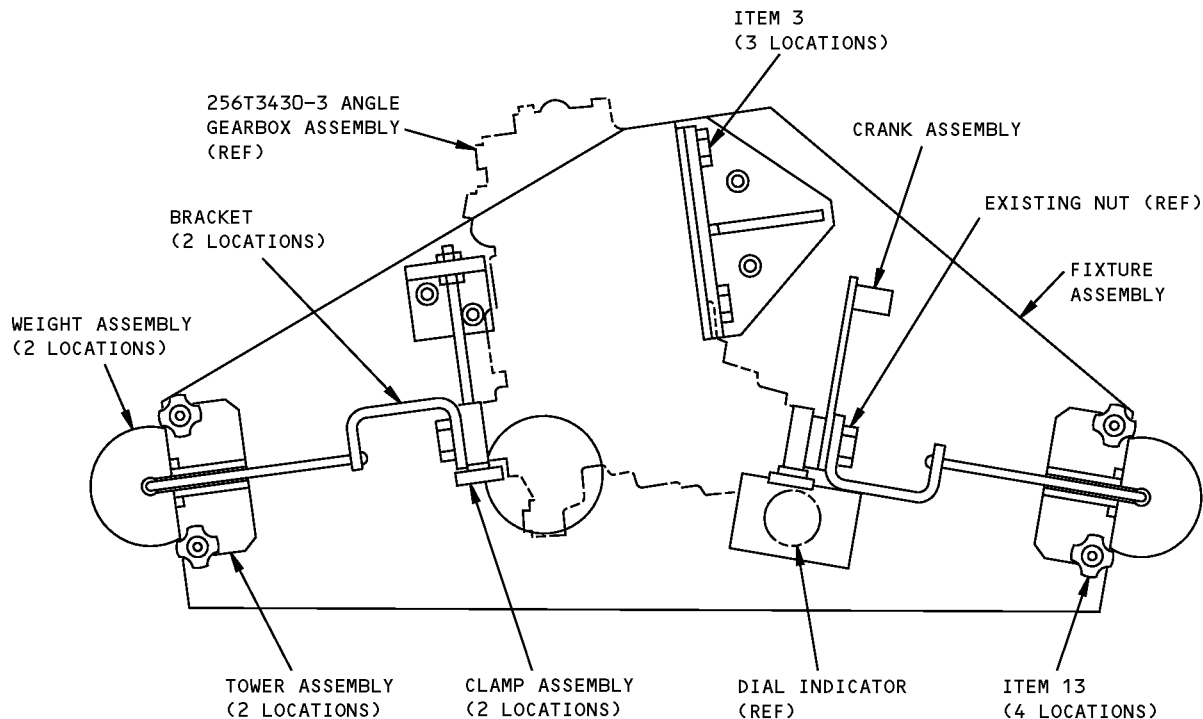 ITEM 3
(3 LOCATIONS)
256T3430-3 ANGLE
GEARBOX ASSEMBLY
(REF)
CRANK ASSEMBLY
BRACKET
(2 LOCATIONS)
EXISTING NUT (REF)
FIXTURE
ASSEMBLY
WEIGHT ASSEMBLY
(2 LOCATIONS)
TOWER ASSEMBLY
(2 LOCATIONS)
CLAMP ASSEMBLY
(2 LOCATIONS)
DIAL INDICATOR
(REF)
ITEM 13
(4 LOCATIONS)